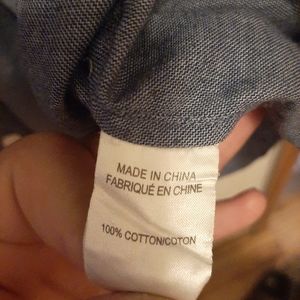 MADE IN CHINA
FABRIQUÉ EN CHINE
100% COTTON/COTON